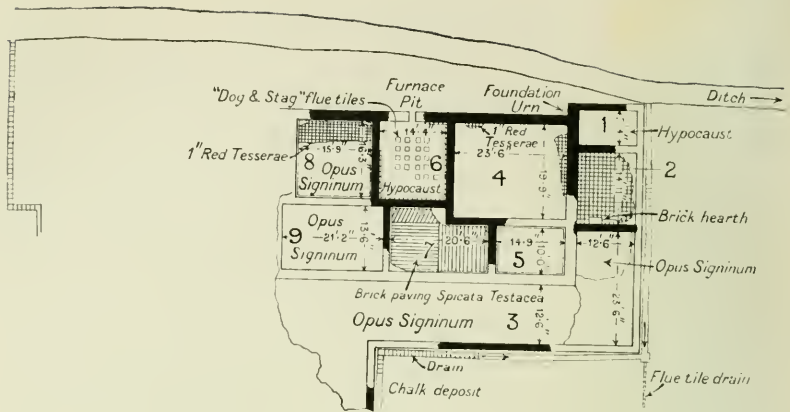 "Dog & Stag" flue tiles
Furnace
Pit
Foundation
Urn
Ditch
1" Red Tesserae
8
15'-9"
Opus
Signinum
14'-4"
6
Hypocaust
1" Red
Tesserae
23'-6"
4
19'-9"
1
Hypocaust
2
Brick hearth
9
Opus
21'-2"
Signinum
13'-6"
7
20'-6"
14'-9"
5
10'-0"
12'-6"
Opus Signinum
23'-6"
Brick paving Spicata Testacea
Opus Signinum
3
12'-6"
Drain
Chalk deposit
Flue tile drain